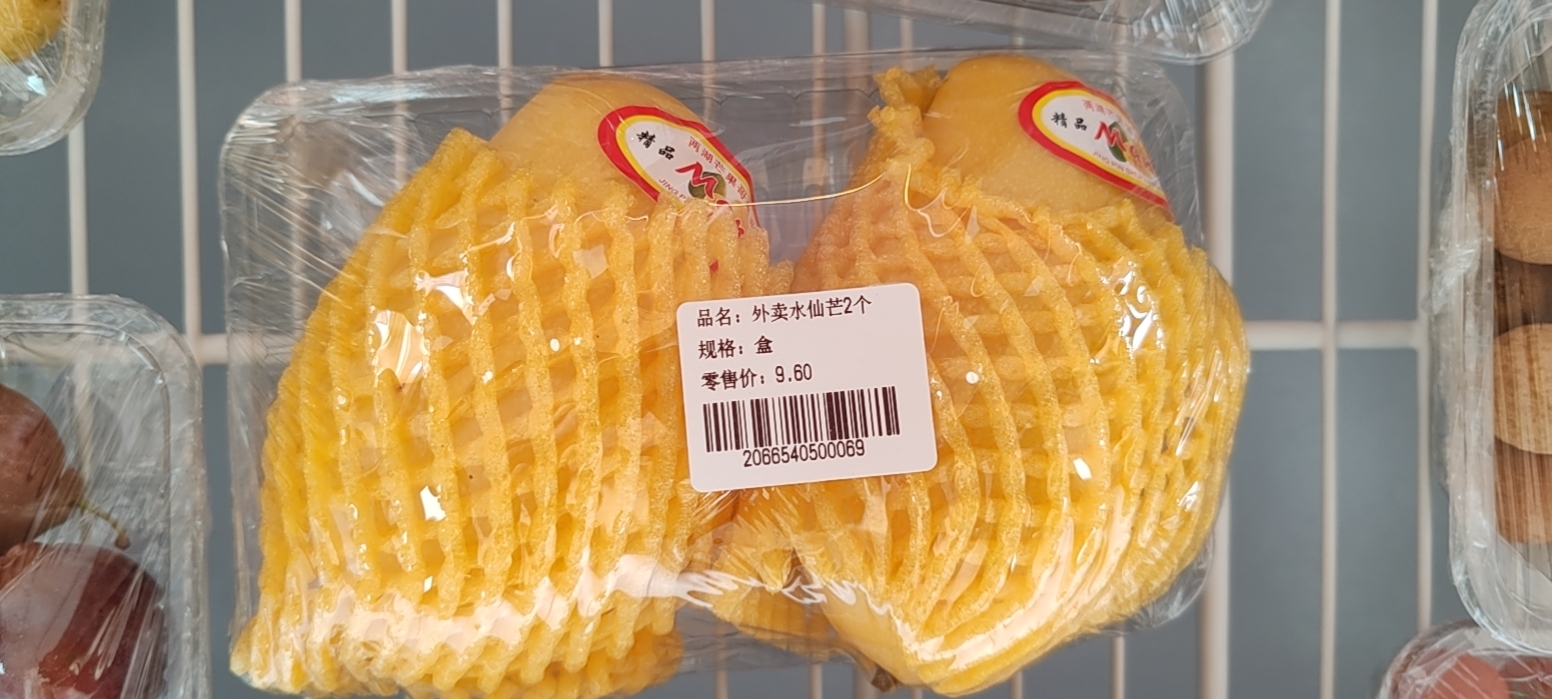 精品
精品
品名：外卖水仙芒2个
规格：盒
零售价：9.60
2066540500069